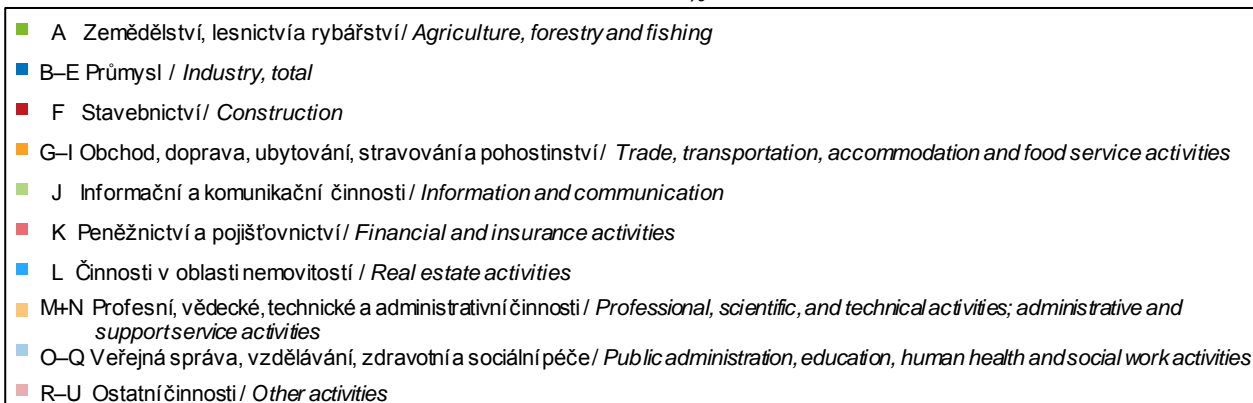 %
A Zemědělství, lesnictví a rybářství / Agriculture, forestry and fishing
B–E Průmysl / Industry, total
F Stavebnictví / Construction
G–I Obchod, doprava, ubytování, stravování a pohostinství / Trade, transportation, accommodation and food service activities
J Informační a komunikační činnosti / Information and communication
K Peněžnictví a pojišťovnictví / Financial and insurance activities
L Činnosti v oblasti nemovitostí / Real estate activities
M+N Profesní, vědecké, technické a administrativní činnosti / Professional, scientific, and technical activities; administrative and
support service activities
O–Q Veřejná správa, vzdělávání, zdravotní a sociální péče / Public administration, education, human health and social work activities
R–U Ostatní činnosti / Other activities